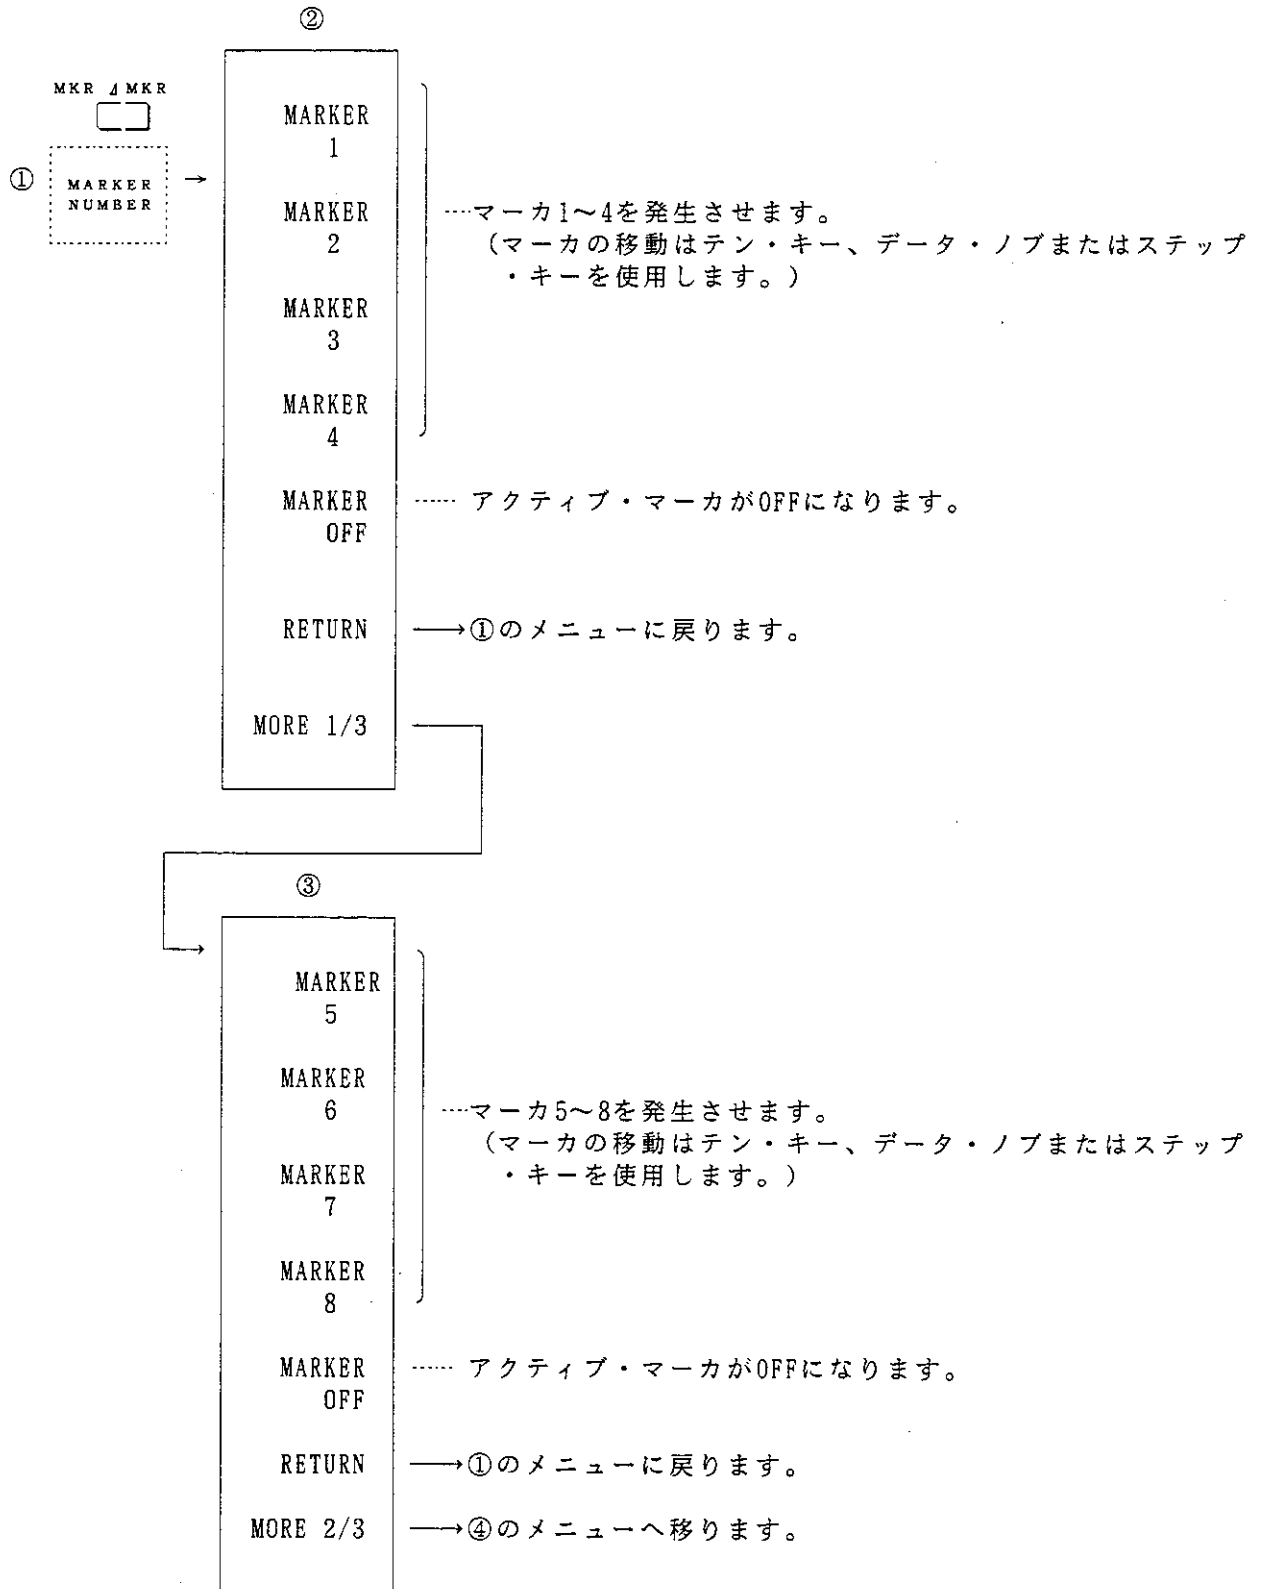 ②
MKR ⊿MKR
① MARKER
NUMBER
→
MARKER
1
MARKER
2
MARKER
3
MARKER
4
····マーカ1～4を発生させます。
（マーカの移動はテン・キー、データ・ノブまたはステップ
・キーを使用します。）
MARKER
OFF
······ アクティブ・マーカがOFFになります。
RETURN
→①のメニューに戻ります。
MORE 1/3
③
MARKER
5
MARKER
6
MARKER
7
MARKER
8
····マーカ5～8を発生させます。
（マーカの移動はテン・キー、データ・ノブまたはステップ
・キーを使用します。）
MARKER
OFF
······ アクティブ・マーカがOFFになります。
RETURN
→①のメニューに戻ります。
MORE 2/3
→④のメニューへ移ります。